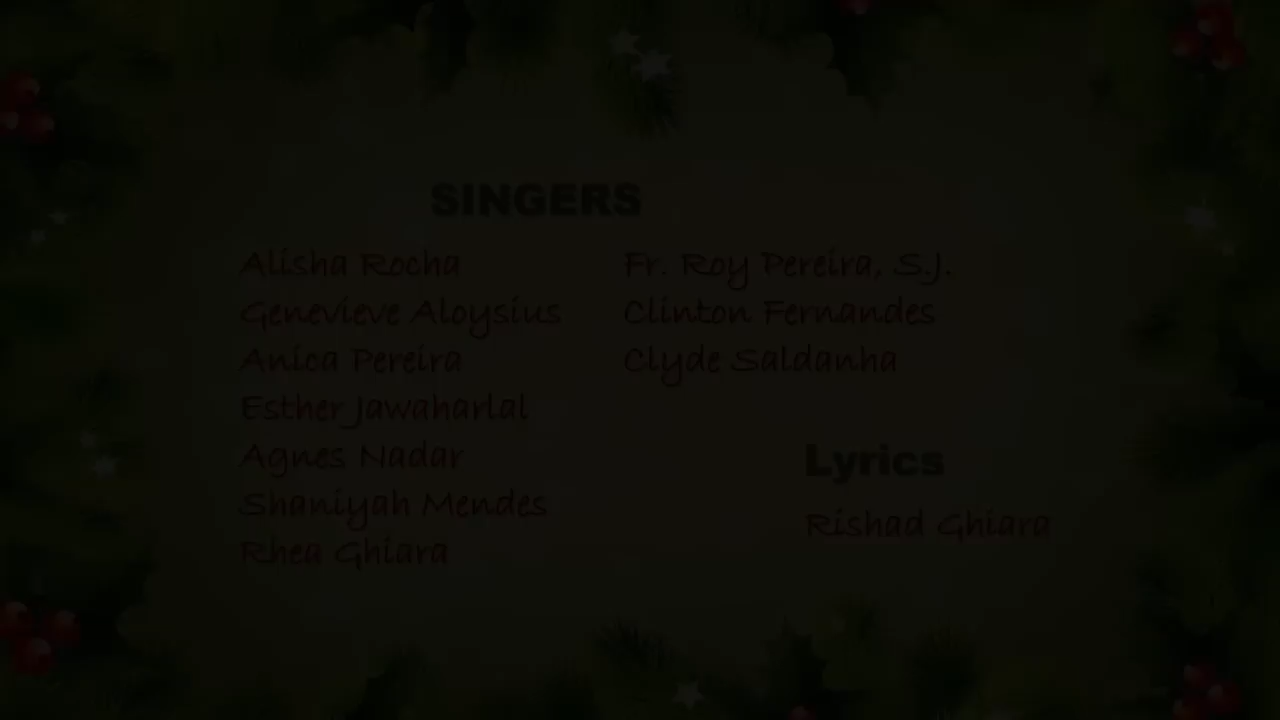 SINGERS
Alisha Rocha
Genevieve Aloysius
Anica Pereira
Esther Jawaharlal
Agnes Nadar
Shaniyah Mendes
Rhea Ghiara
Fr. Roy Pereira, S.J.
Clinton Fernandes
Clyde Saldanha
Lyrics
Rishad Ghiara